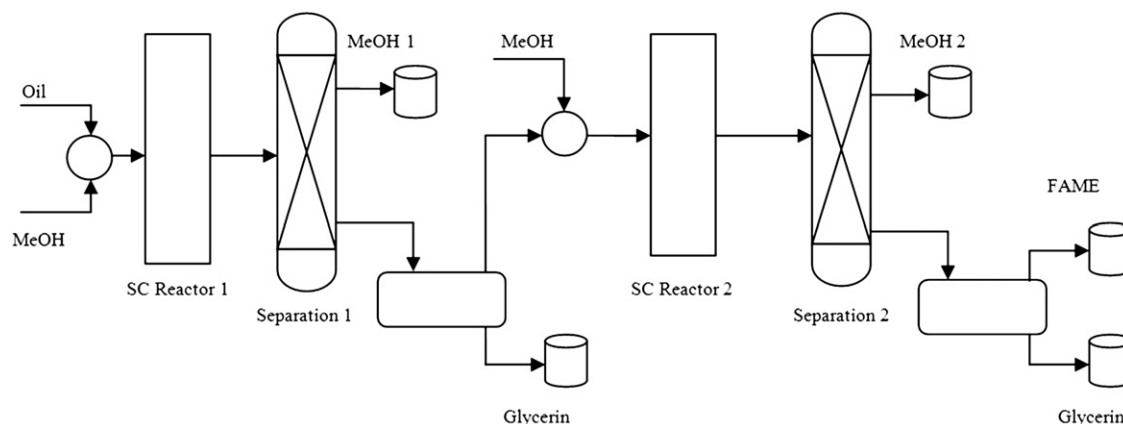 MeOH 1
MeOH
MeOH 2
Oil
MeOH
FAME
SC Reactor 1
Separation 1
SC Reactor 2
Separation 2
Glycerin
Glycerin